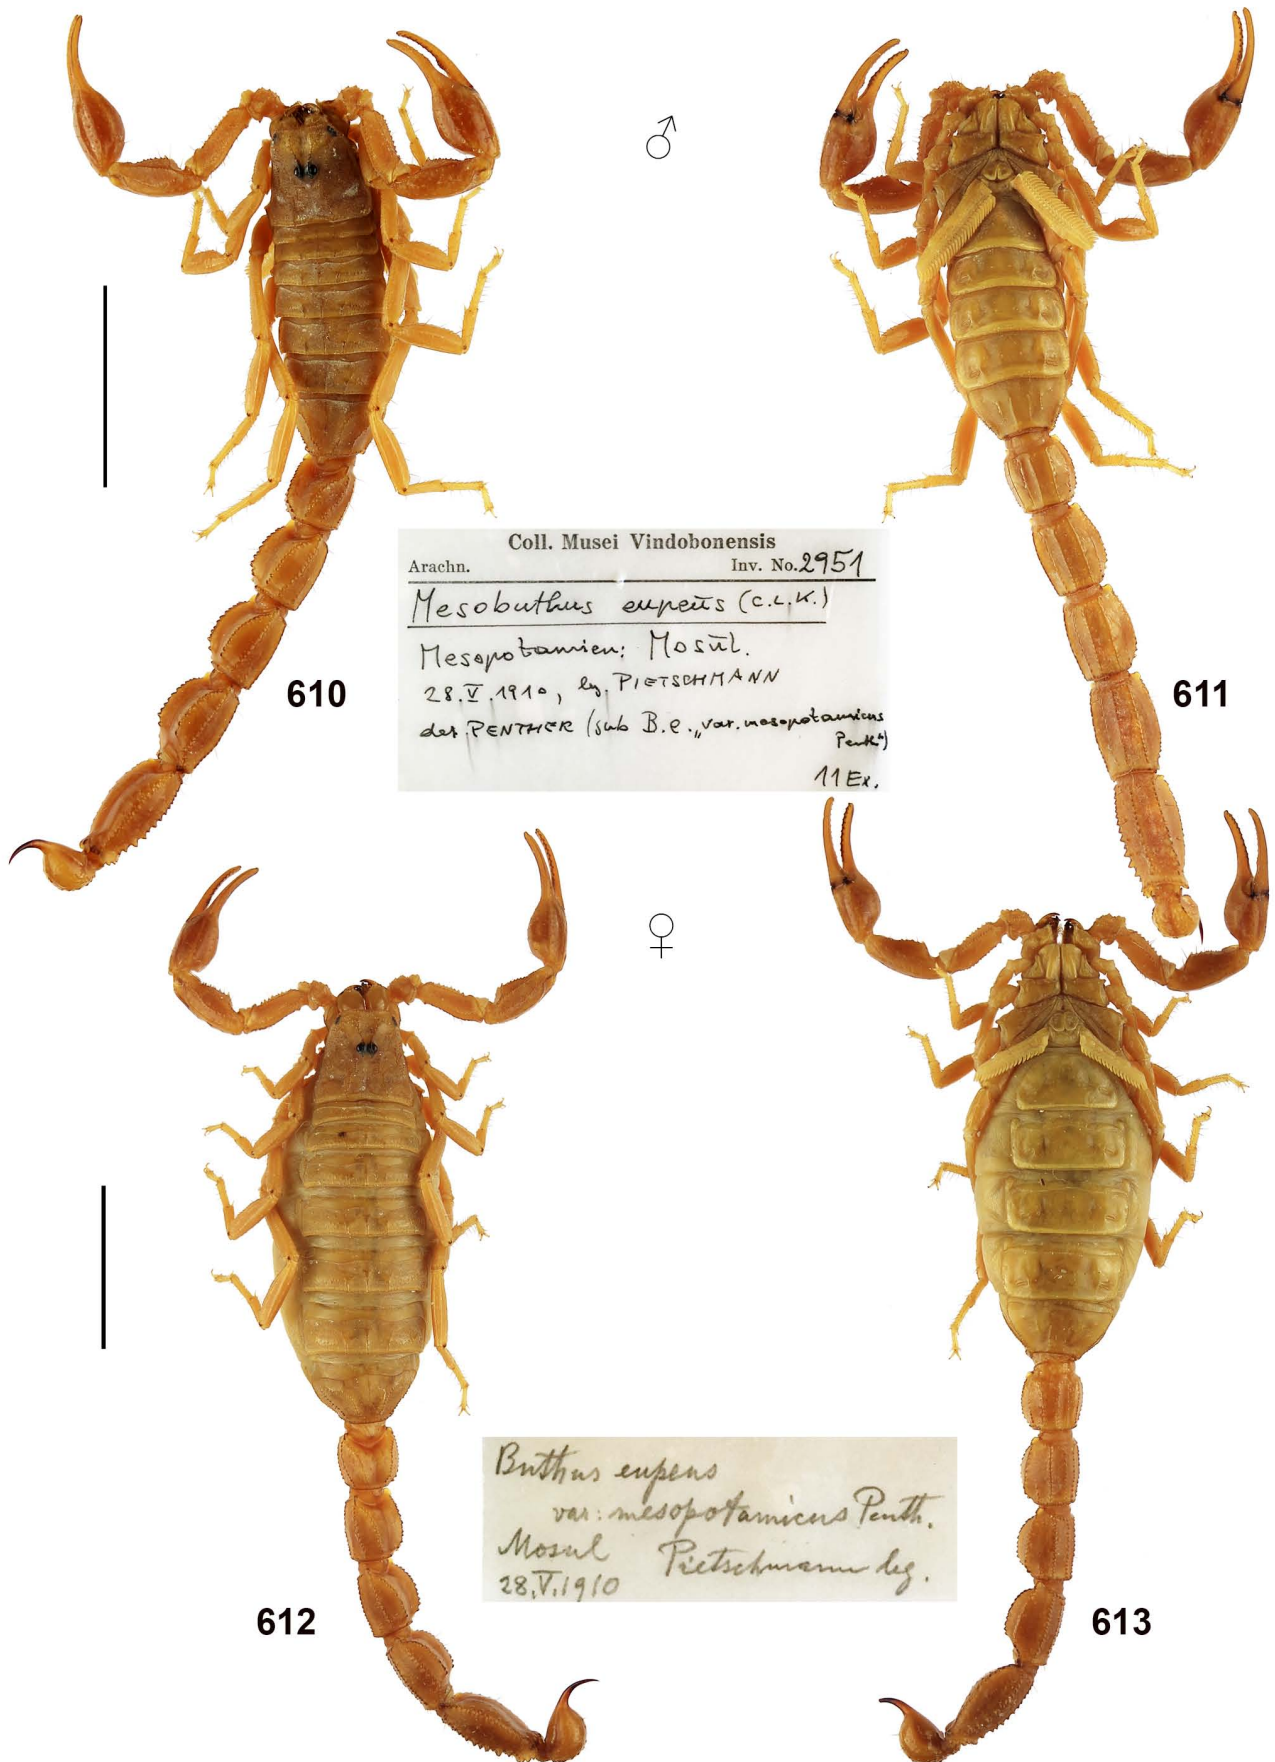 ♂
Coll. Musei Vindobonensis
Arachn. Inv. No. 2951
Mesobuthus eupeus (C.L.K.)
Mesopotamien: Mosul.
28.V.1910, lg. PIETSCHMANN
det. PENTHER (sub B.e. „var. mesopotamicus
Penth")
11 Ex.
610
611
♀
Buthus eupeus
var: mesopotamicus Penth.
Mosul Pietschmann leg.
28.V.1910
612
613